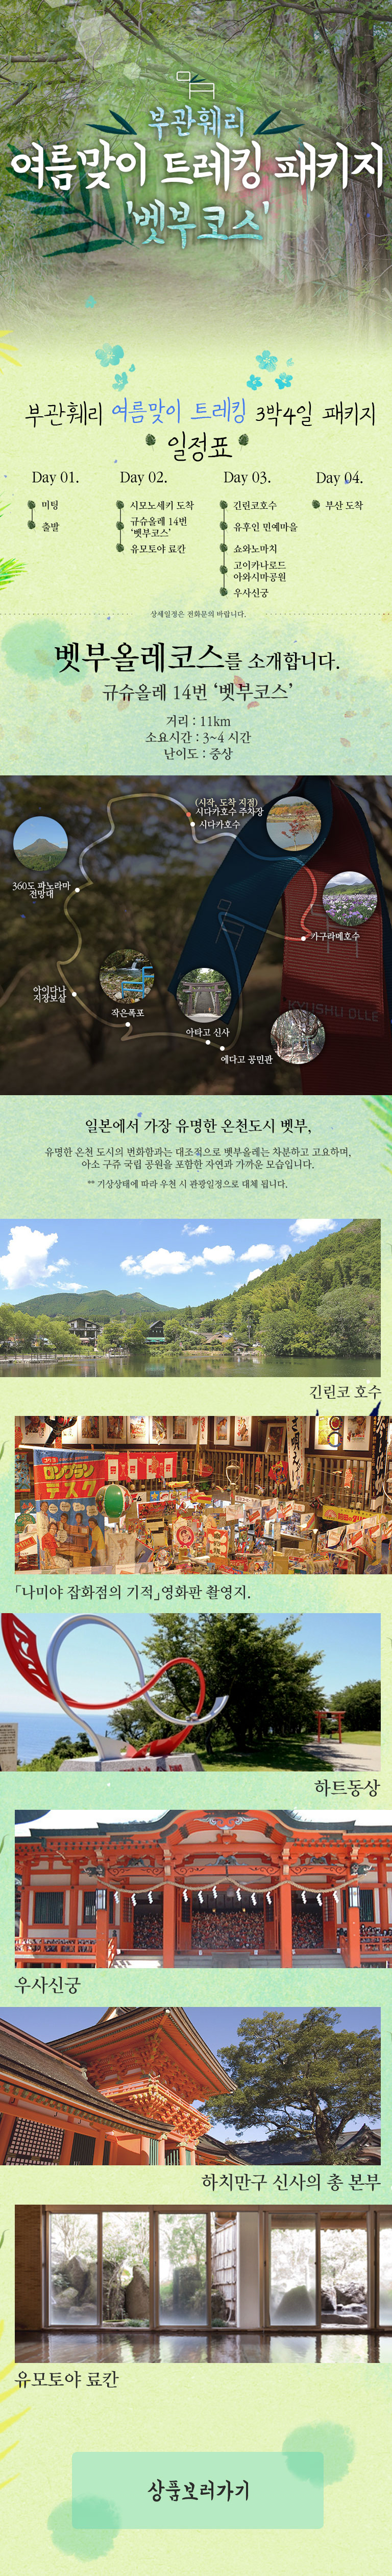 부관훼리
여름맞이 트레킹 패키지
'벳부코스'
부관훼리 여름맞이 트레킹 3박4일 패키지
일정표
Day 01.
미팅
출발
Day 02.
시모노세키 도착
규슈올레 14번
'벳부코스'
유모토야 료칸
Day 03.
긴린코호수
유후인 민예마을
쇼와노마치
고이카나로드
아와시마공원
우사신궁
Day 04.
부산 도착
상세일정은 전화문의 바랍니다.
벳부올레코스를 소개합니다.
규슈올레 14번 '벳부코스'
거리 : 11km
소요시간 : 3~4 시간
난이도 : 중상
(시작, 도착 지점)
시다카호수 주차장
시다카호수
360도 파노라마
전망대
가구라메호수
아이다나
지장보살
작은폭포
아타고 신사
에다고 공민관
KYUSHU OLLE
일본에서 가장 유명한 온천도시 벳부,
유명한 온천 도시의 번화함과는 대조적으로 벳부올레는 차분하고 고요하며,
아소 구쥬 국립 공원을 포함한 자연과 가까운 모습입니다.
** 기상상태에 따라 우천 시 관광일정으로 대체 됩니다.
긴린코 호수
ロングラン
デスク
「나미야 잡화점의 기적」영화판 촬영지.
하트동상
우사신궁
하치만구 신사의 총 본부
유모토야 료칸
상품보러가기